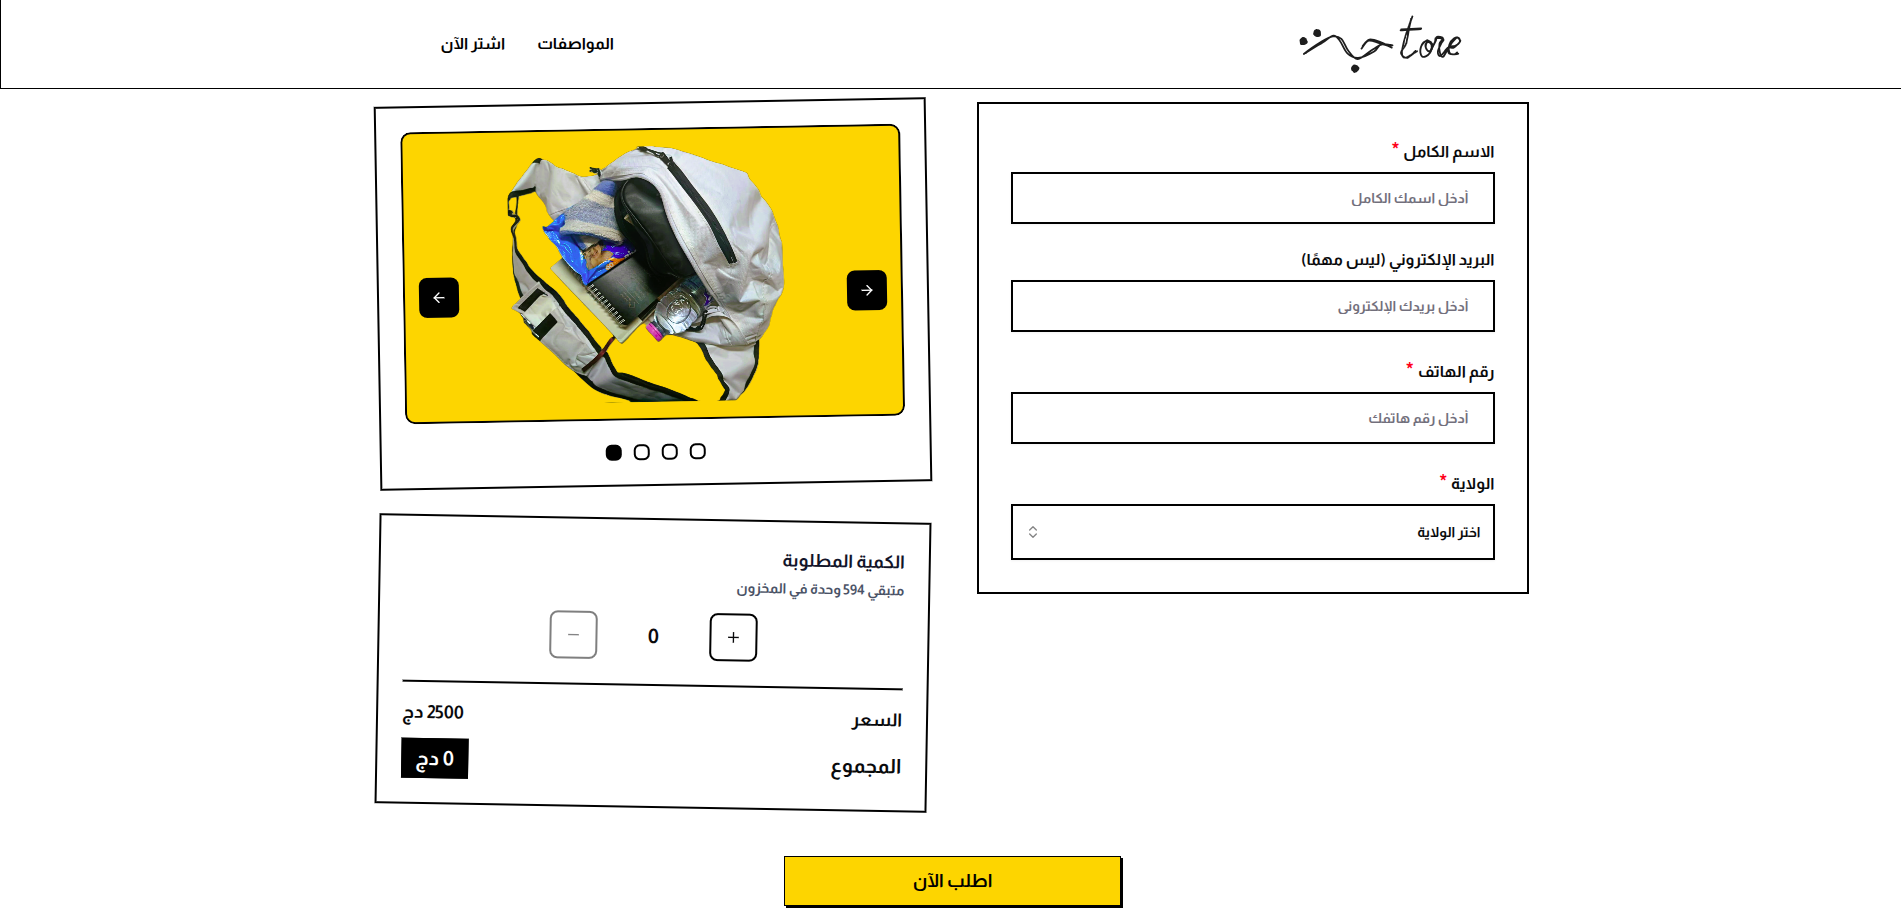 tore
المواصفات
اشتر الآن
الاسم الكامل *
أدخل اسمك الكامل
البريد الإلكتروني (ليس مهمًا)
أدخل بريدك الإلكتروني
رقم الهاتف *
أدخل رقم هاتفك
الولاية *
اختر الولاية
الكمية المطلوبة
متبقي 594 وحدة في المخزون
+ 0 −
السعر 2500 دج
المجموع 0 دج
اطلب الآن